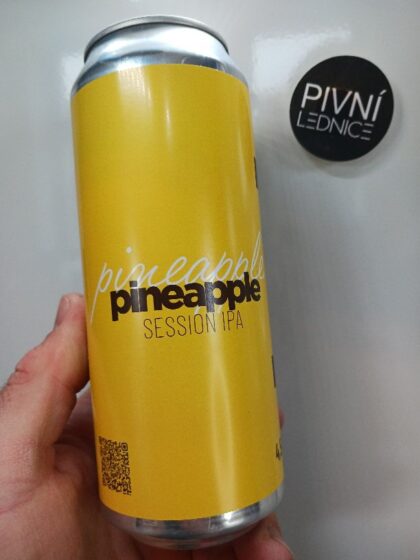 PIVNÍ
LEDNICE
pineapple
pineapple
SESSION IPA